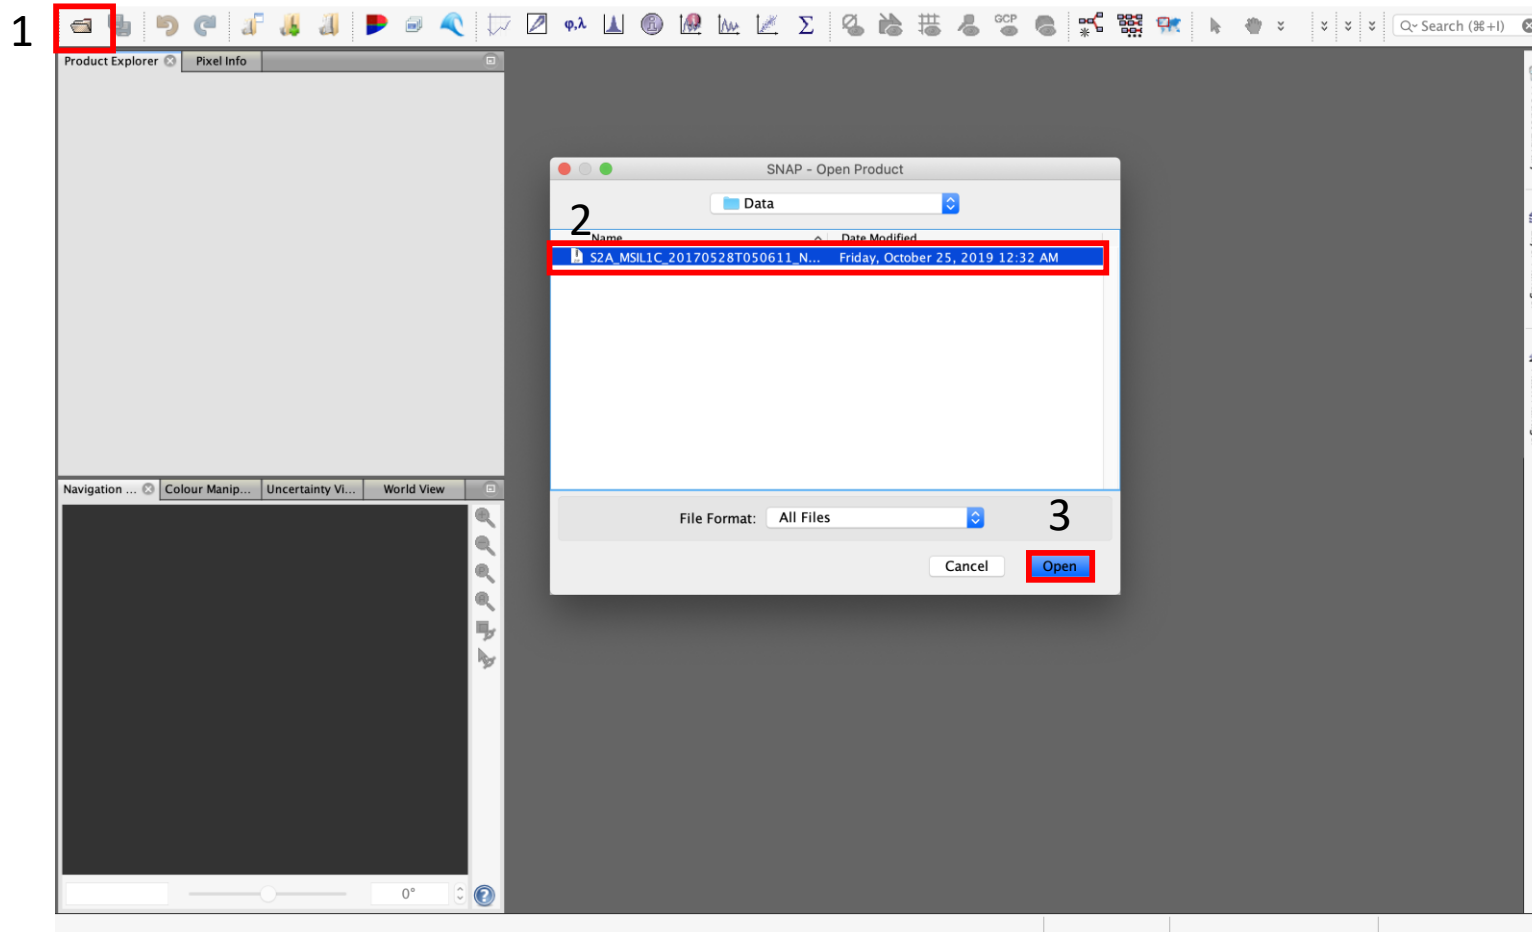 1
φ,λ
Σ
GCP
Search (⌘+I)
Product Explorer
Pixel Info
SNAP - Open Product
Data
2
Name
Date Modified
S2A_MSIL1C_20170528T050611_N...
Friday, October 25, 2019 12:32 AM
Navigation ...
Colour Manip...
Uncertainty Vi...
World View
File Format:
All Files
3
Cancel
Open
0°
?